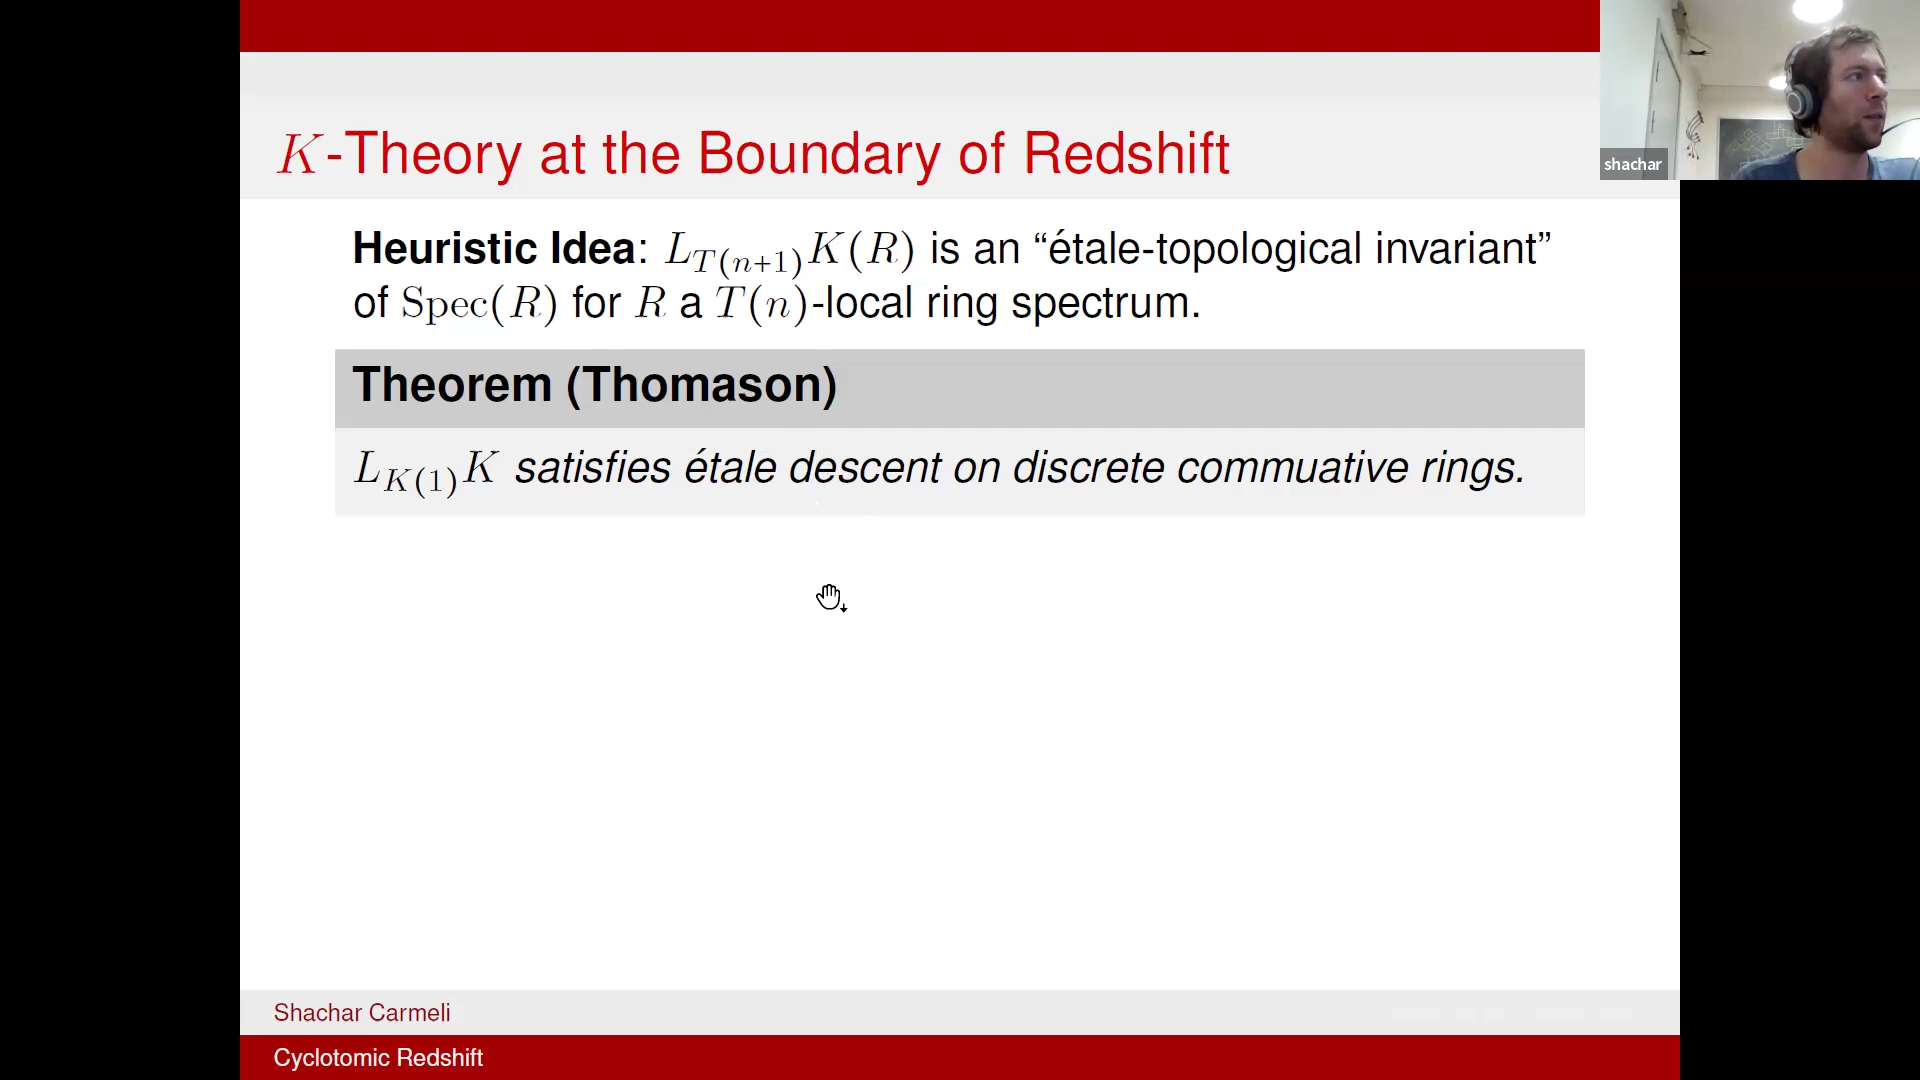 K-Theory at the Boundary of Redshift
shachar
Heuristic Idea: L_{T(n+1)}K(R) is an “étale-topological invariant”
of Spec(R) for R a T(n)-local ring spectrum.
Theorem (Thomason)
L_{K(1)}K satisfies étale descent on discrete commuative rings.
Shachar Carmeli
Cyclotomic Redshift